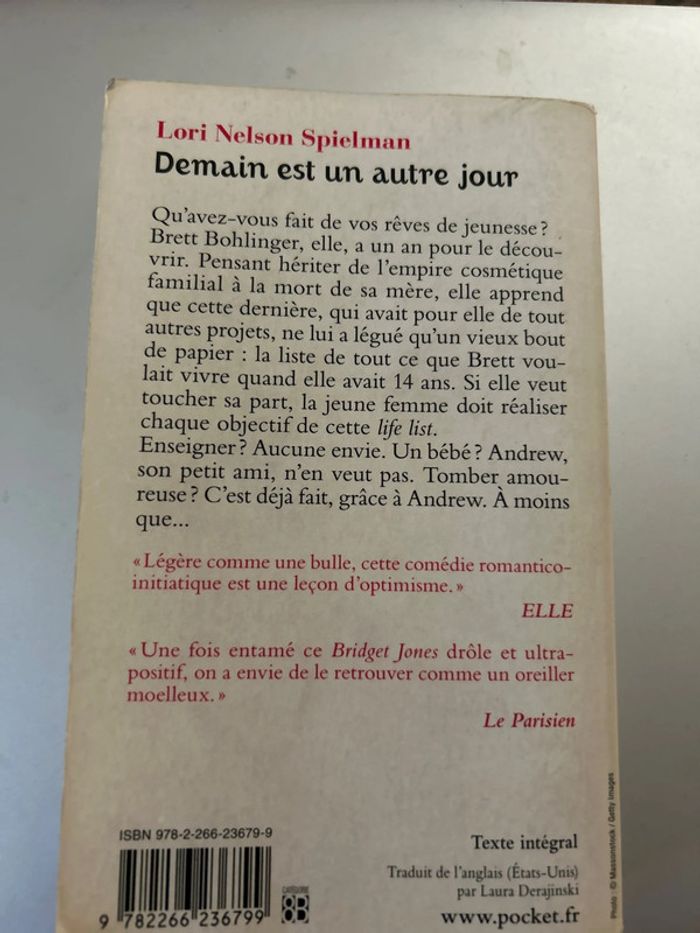 Lori Nelson Spielman
Demain est un autre jour
Qu'avez-vous fait de vos rêves de jeunesse ?
Brett Bohlinger, elle, a un an pour le décou-
vrir. Pensant hériter de l'empire cosmétique
familial à la mort de sa mère, elle apprend
que cette dernière, qui avait pour elle de tout
autres projets, ne lui a légué qu'un vieux bout
de papier : la liste de tout ce que Brett vou-
lait vivre quand elle avait 14 ans. Si elle veut
toucher sa part, la jeune femme doit réaliser
chaque objectif de cette life list.
Enseigner ? Aucune envie. Un bébé ? Andrew,
son petit ami, n'en veut pas. Tomber amou-
reuse ? C'est déjà fait, grâce à Andrew. À moins
que...
« Légère comme une bulle, cette comédie romantico-
initiatique est une leçon d'optimisme. »
ELLE
« Une fois entamé ce Bridget Jones drôle et ultra-
positif, on a envie de le retrouver comme un oreiller
moelleux. »
Le Parisien
ISBN 978-2-266-23679-9
9 782266 236799
CATÉGORIE
Texte intégral
Traduit de l'anglais (États-Unis)
par Laura Derajinski
www.pocket.fr
Photo : © Massonstock / Getty Images